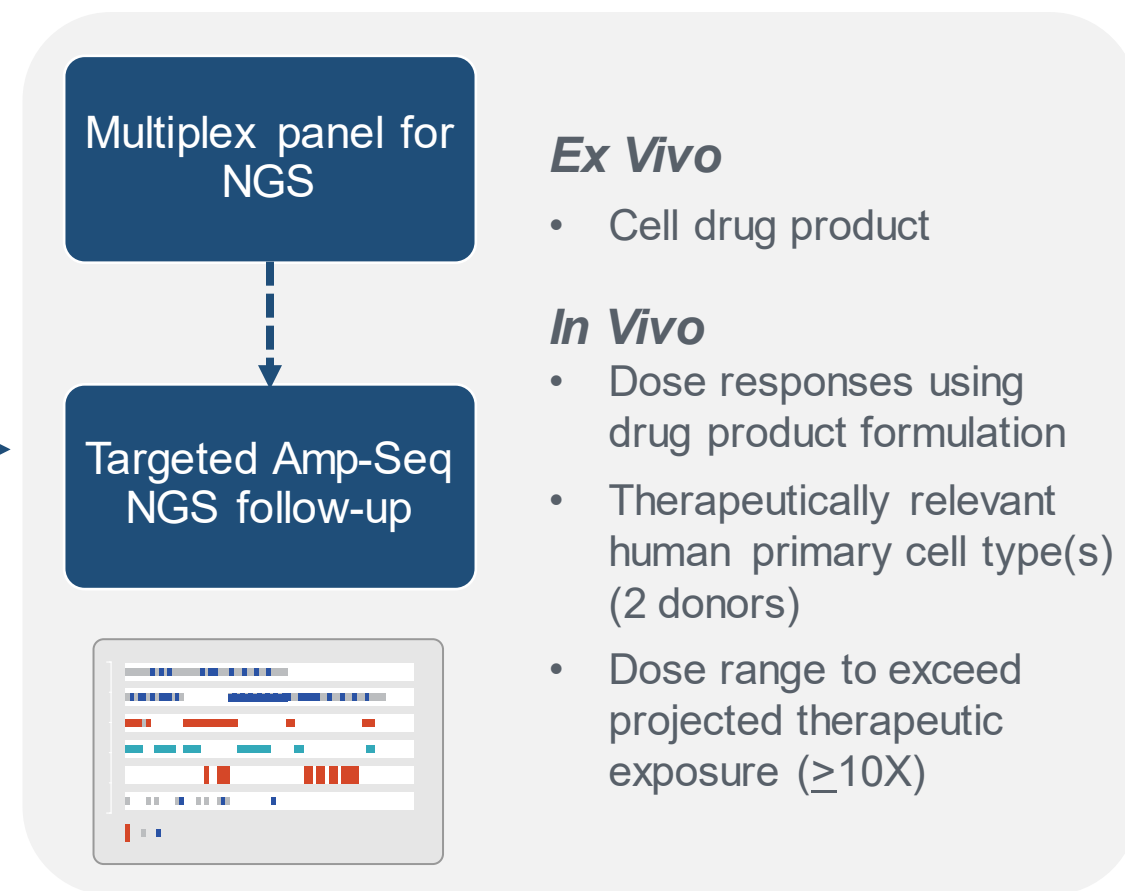 Multiplex panel for
NGS
Targeted Amp-Seq
NGS follow-up
Ex Vivo
• Cell drug product
In Vivo
• Dose responses using
drug product formulation
• Therapeutically relevant
human primary cell type(s)
(2 donors)
• Dose range to exceed
projected therapeutic
exposure (≥10X)